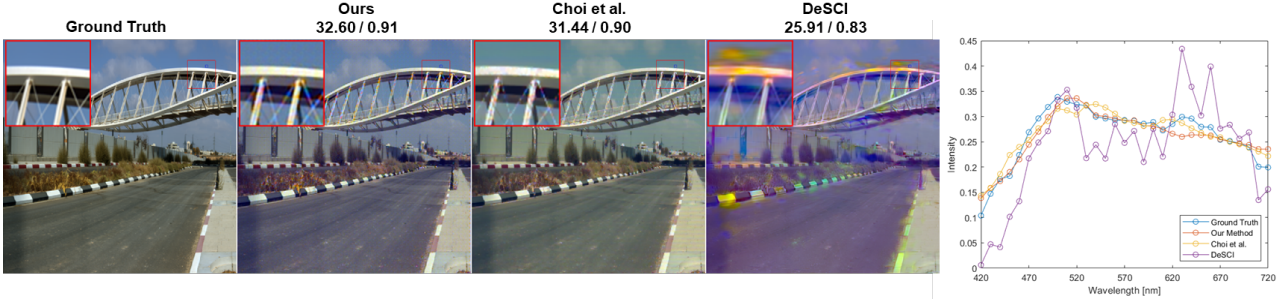 Ground Truth
Ours
32.60 / 0.91
Choi et al.
31.44 / 0.90
DeSCI
25.91 / 0.83
0.45
0.4
0.35
0.3
0.25
0.2
0.15
0.1
0.05
0
Intensity
420
470
520
570
620
670
720
Wavelength [nm]
Ground Truth
Our Method
Choi et al.
DeSCI